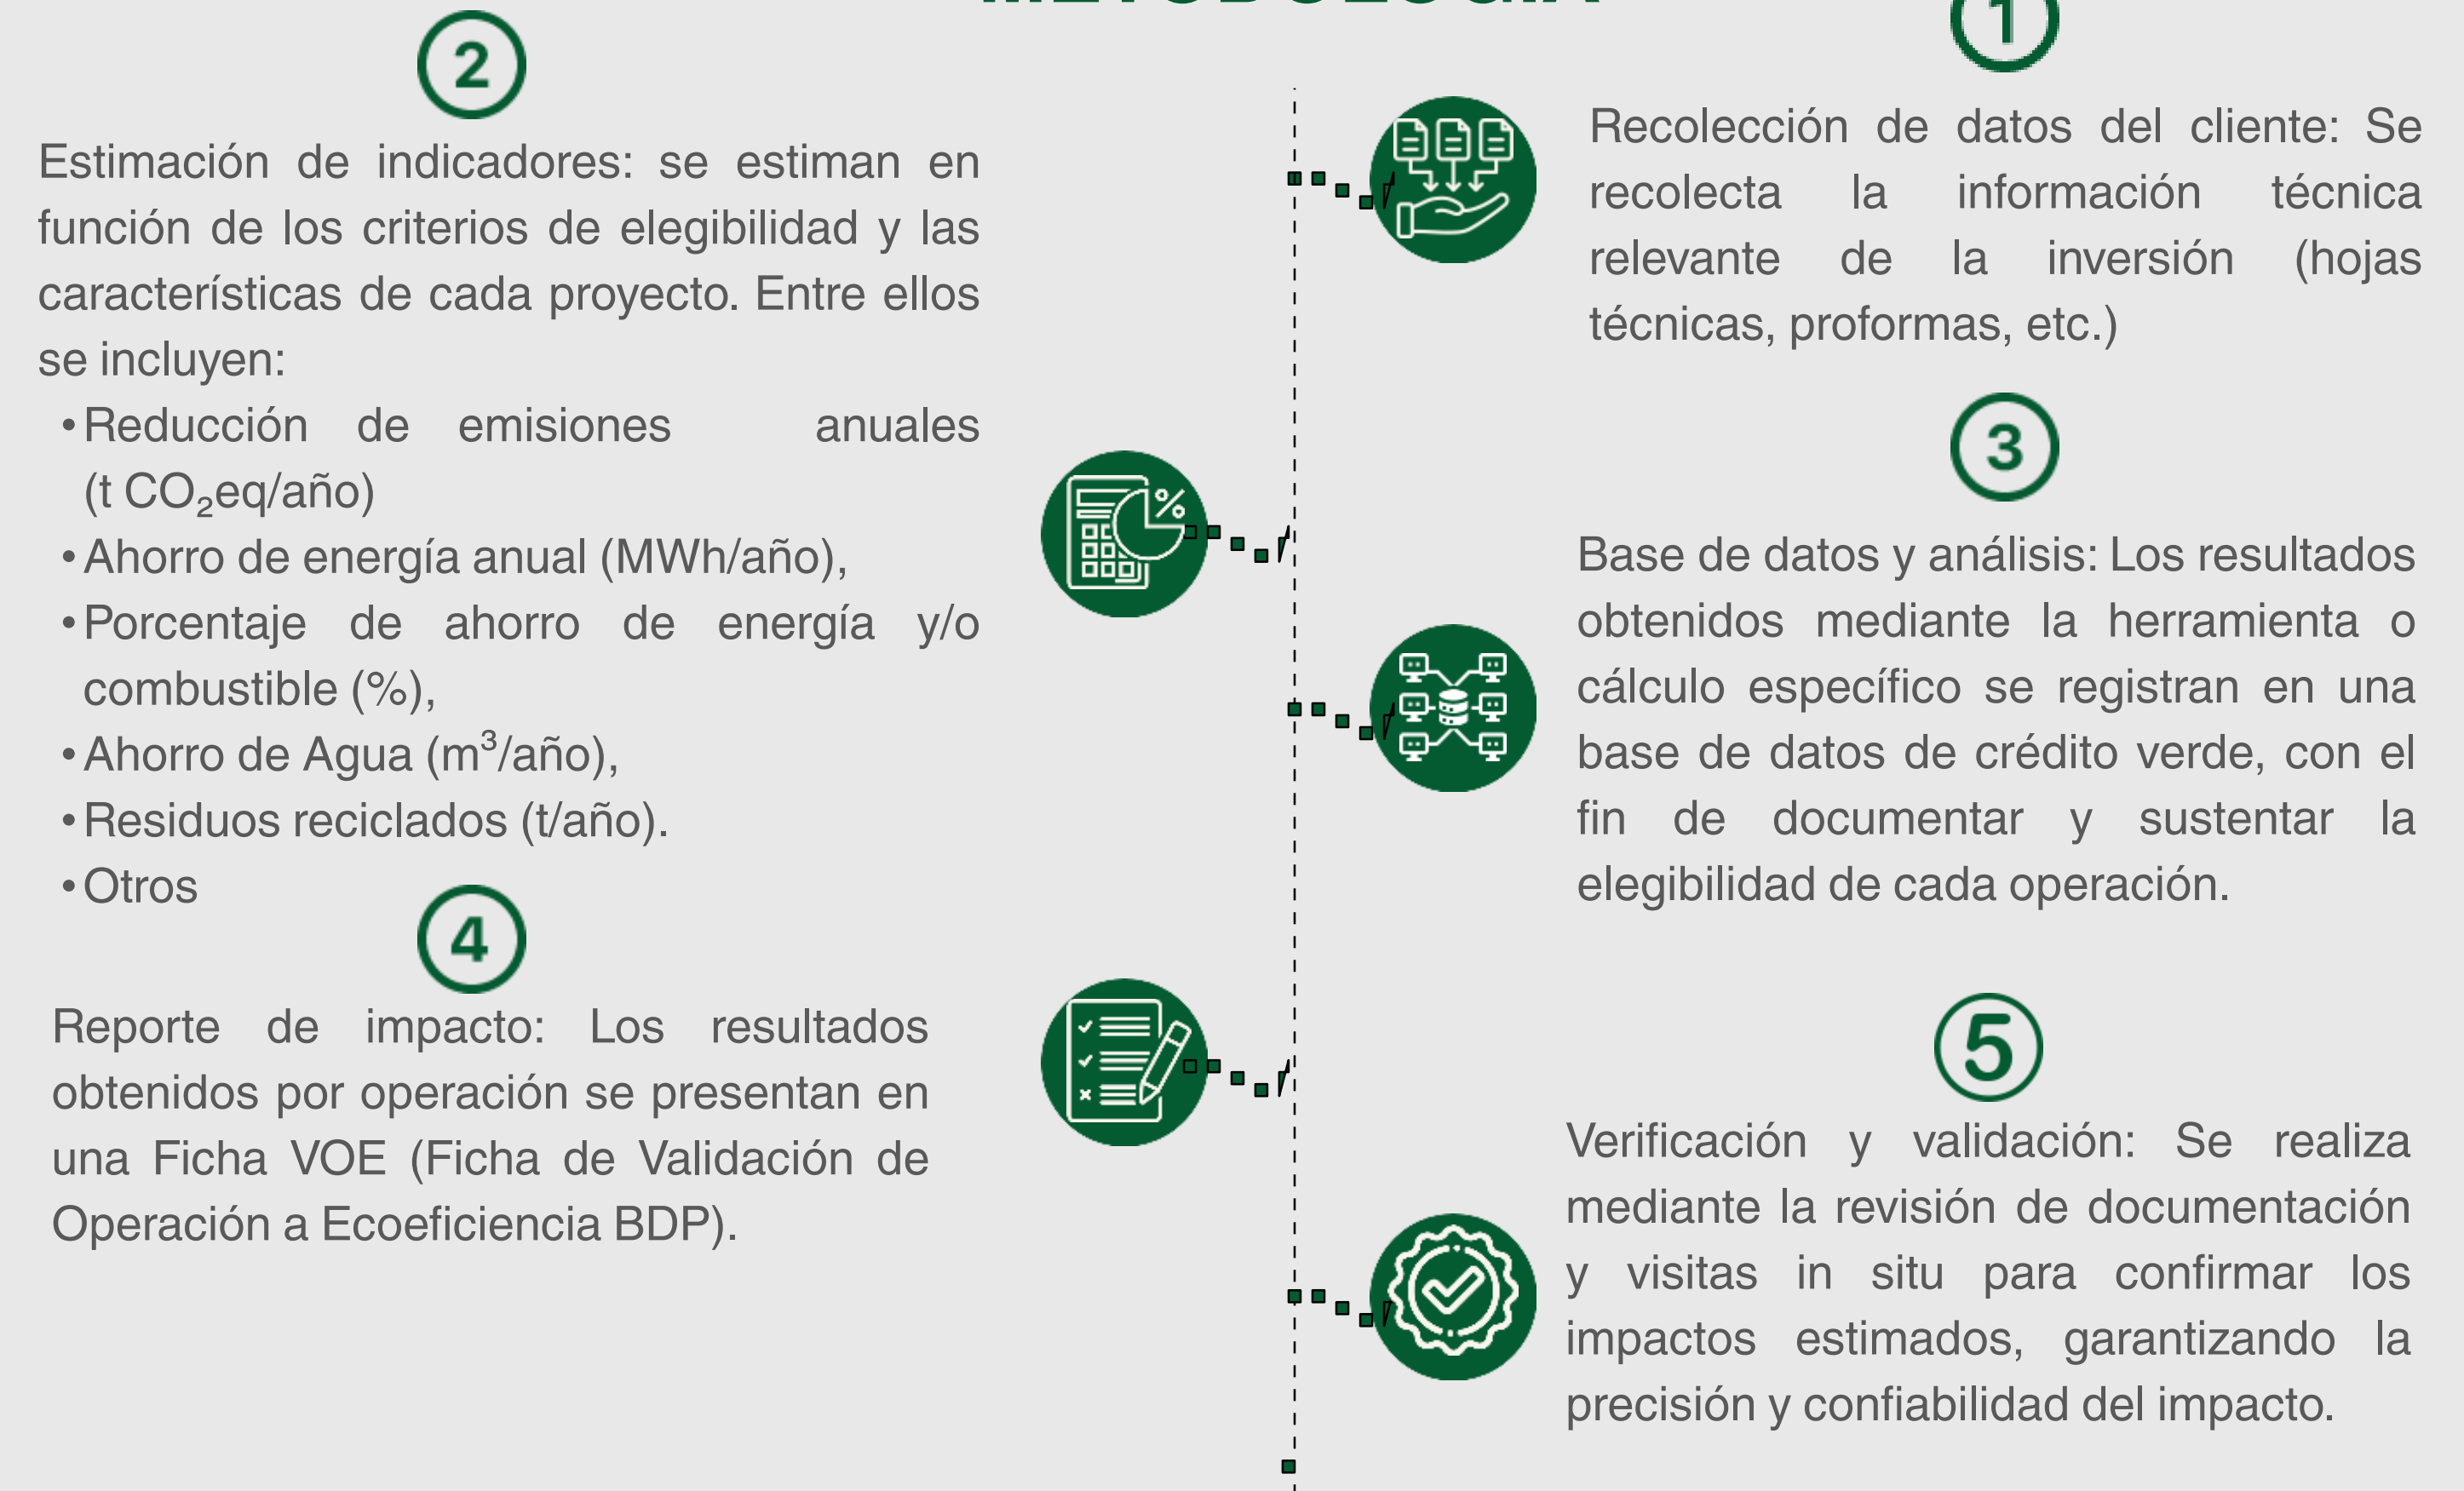 METODOLOGÍA
1
Recolección de datos del cliente: Se
recolecta la información técnica
relevante de la inversión (hojas
técnicas, proformas, etc.)
2
Estimación de indicadores: se estiman en
función de los criterios de elegibilidad y las
características de cada proyecto. Entre ellos
se incluyen:
•Reducción de emisiones anuales
(t CO₂eq/año)
•Ahorro de energía anual (MWh/año),
•Porcentaje de ahorro de energía y/o
combustible (%),
•Ahorro de Agua (m³/año),
•Residuos reciclados (t/año).
•Otros
3
Base de datos y análisis: Los resultados
obtenidos mediante la herramienta o
cálculo específico se registran en una
base de datos de crédito verde, con el
fin de documentar y sustentar la
elegibilidad de cada operación.
4
Reporte de impacto: Los resultados
obtenidos por operación se presentan en
una Ficha VOE (Ficha de Validación de
Operación a Ecoeficiencia BDP).
5
Verificación y validación: Se realiza
mediante la revisión de documentación
y visitas in situ para confirmar los
impactos estimados, garantizando la
precisión y confiabilidad del impacto.